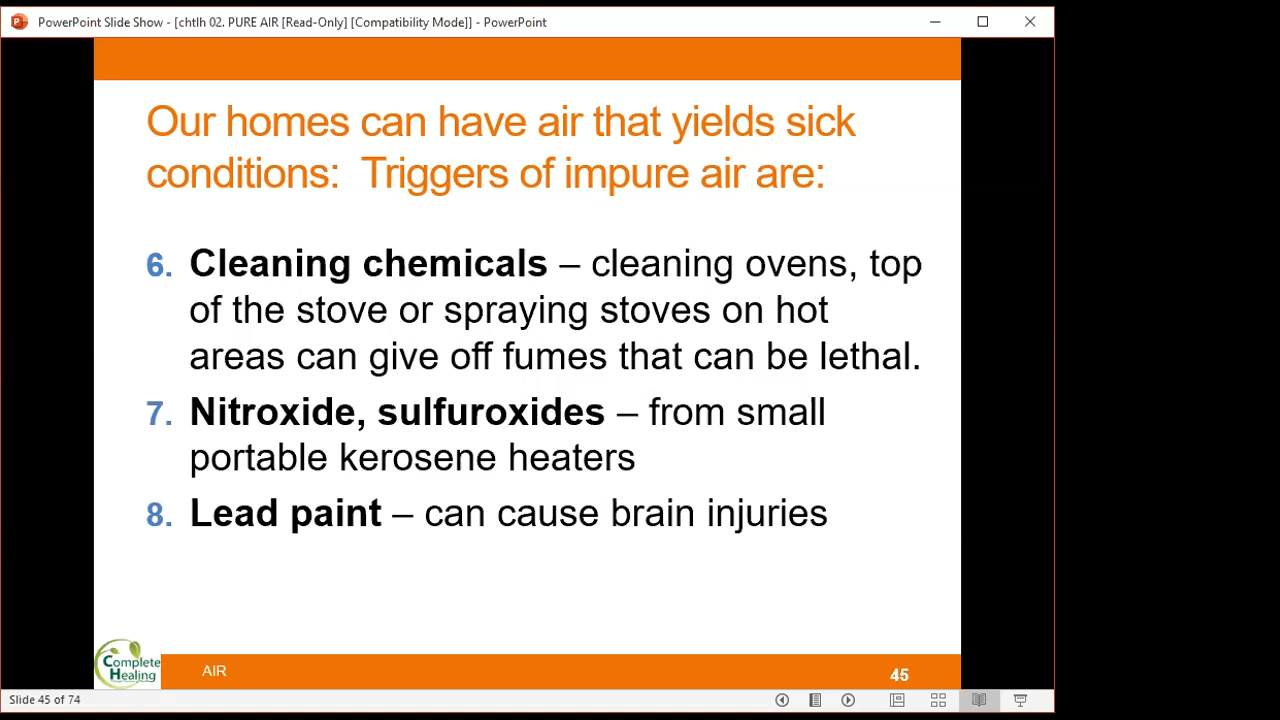 PowerPoint Slide Show - [chtlh 02. PURE AIR [Read-Only] [Compatibility Mode]] - PowerPoint
Our homes can have air that yields sick
conditions: Triggers of impure air are:
6. Cleaning chemicals – cleaning ovens, top
of the stove or spraying stoves on hot
areas can give off fumes that can be lethal.
7. Nitroxide, sulfuroxides – from small
portable kerosene heaters
8. Lead paint – can cause brain injuries
Complete
Healing
AIR
45
Slide 45 of 74